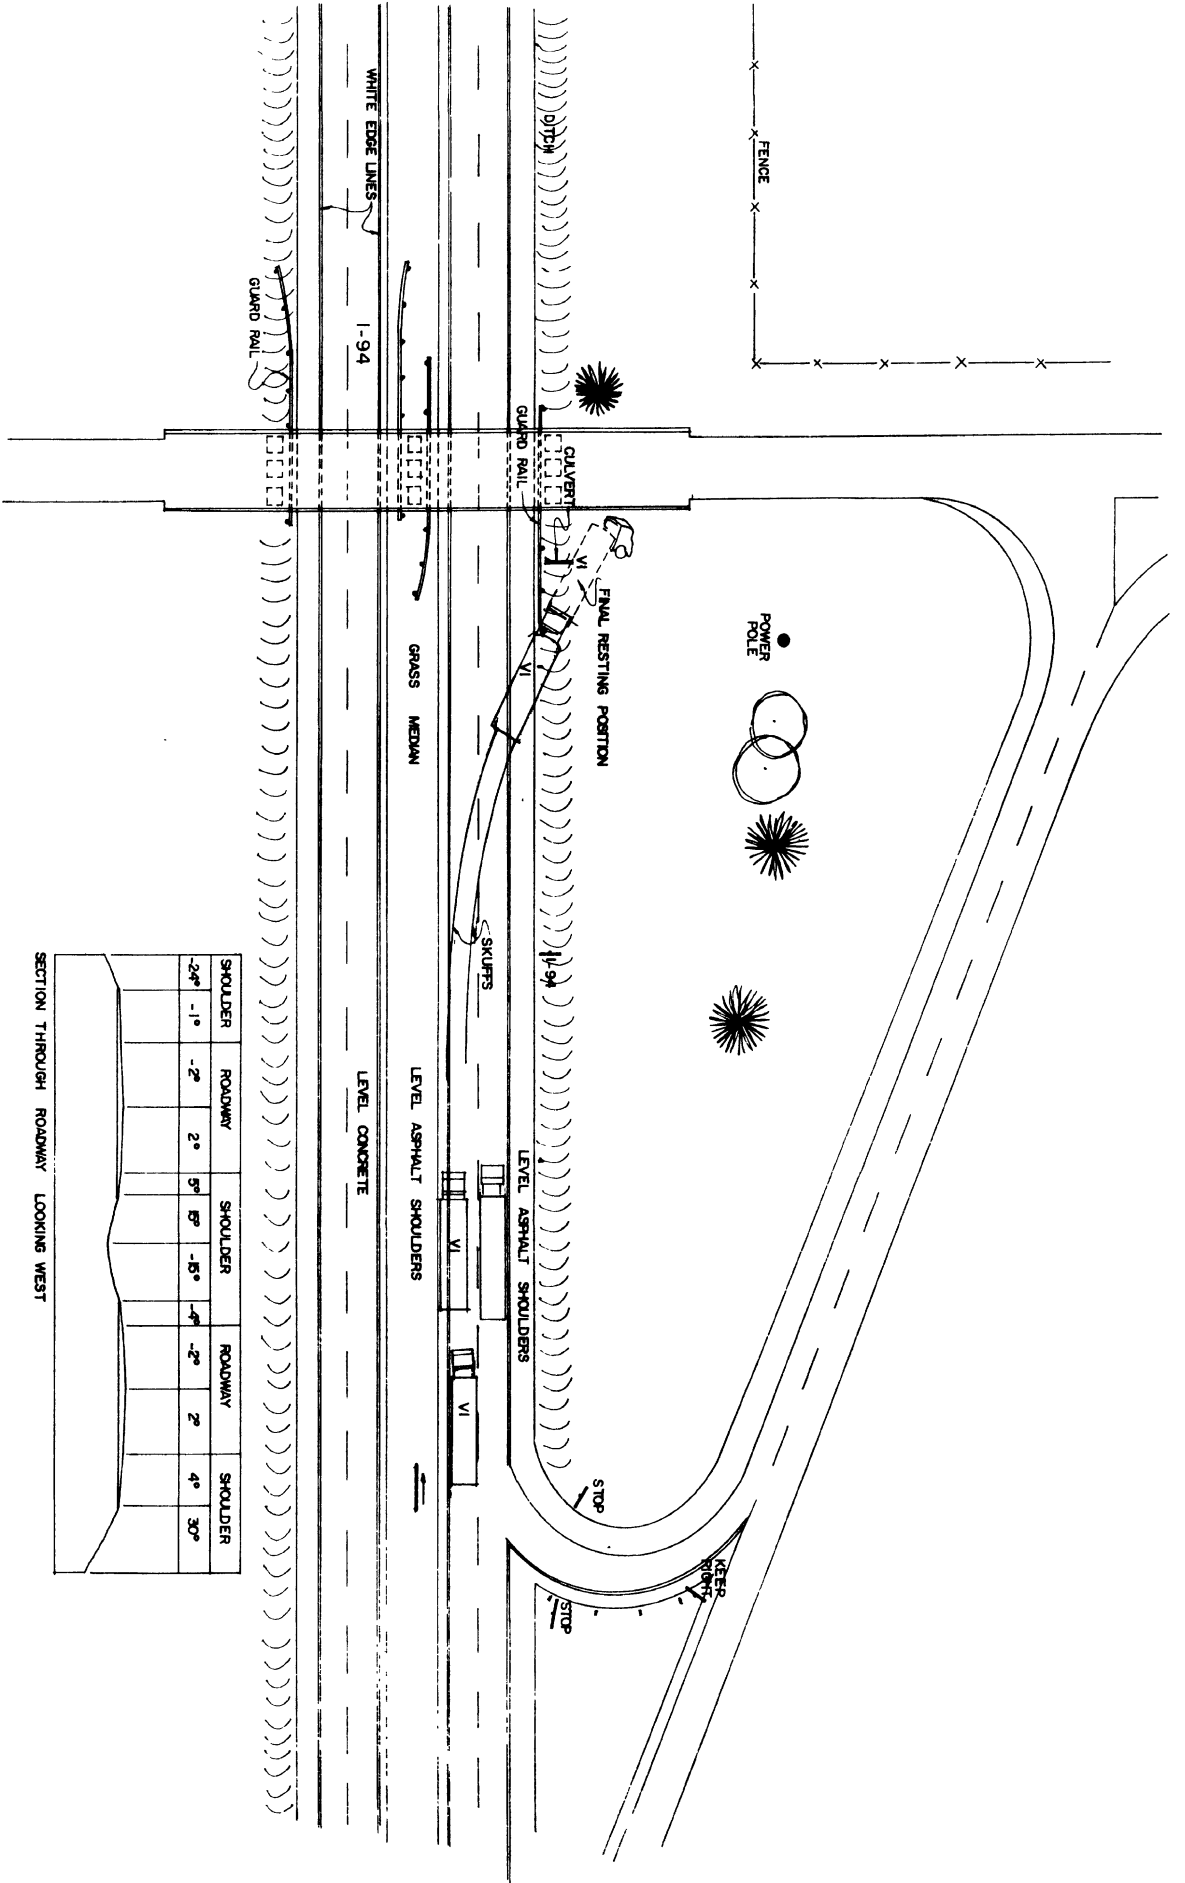 FENCE
DITCH
WHITE EDGE LINES
I-94
GUARD RAIL
GUARD RAIL
CULVERT
V1
FINAL RESTING POSITION
V1
POWER
POLE
GRASS MEDIAN
SKUFFS
I-94
LEVEL CONCRETE
LEVEL ASPHALT SHOULDERS
LEVEL ASPHALT SHOULDERS
V1
V1
STOP
KEEP
RIGHT
STOP
SHOULDER ROADWAY SHOULDER ROADWAY SHOULDER
-24° -1° -2° 2° 5° 15° -15° -4° -2° 2° 4° 30°
SECTION THROUGH ROADWAY LOOKING WEST